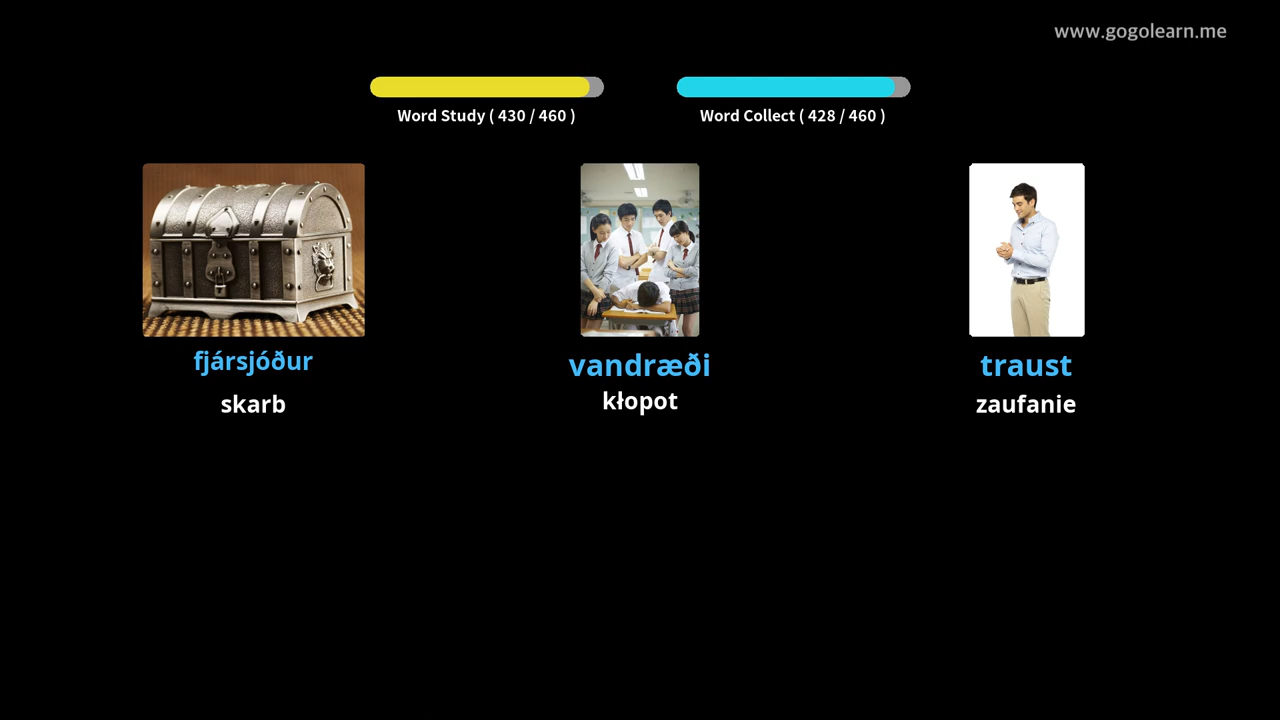 www.gogolearn.me
Word Study ( 430 / 460 )
Word Collect ( 428 / 460 )
fjársjóður
skarb
vandræði
kłopot
traust
zaufanie